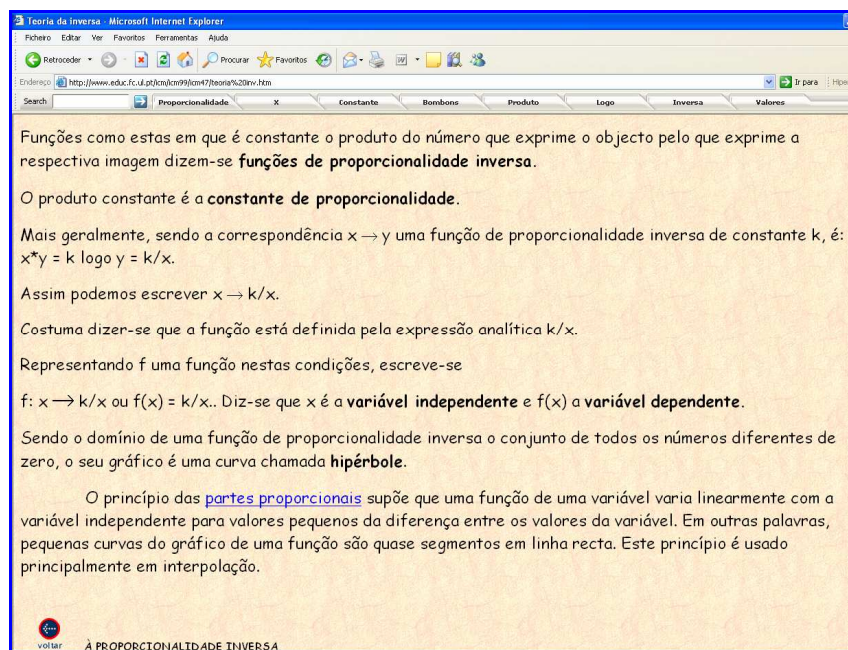 Teoria da inversa - Microsoft Internet Explorer
Ficheiro Editar Ver Favoritos Ferramentas Ajuda
Retroceder Procurar Favoritos
Endereço http://www.educ.fc.ul.pt/icm/icm99/icm47/teoria%20inv.htm Ir para
Search Proporcionalidade X Constante Bombons Produto Logo Inversa Valores
Funções como estas em que é constante o produto do número que exprime o objecto pelo que exprime a
respectiva imagem dizem-se funções de proporcionalidade inversa.
O produto constante é a constante de proporcionalidade.
Mais geralmente, sendo a correspondência x → y uma função de proporcionalidade inversa de constante k, é:
x*y = k logo y = k/x.
Assim podemos escrever x → k/x.
Costuma dizer-se que a função está definida pela expressão analítica k/x.
Representando f uma função nestas condições, escreve-se
f: x → k/x ou f(x) = k/x.. Diz-se que x é a variável independente e f(x) a variável dependente.
Sendo o domínio de uma função de proporcionalidade inversa o conjunto de todos os números diferentes de
zero, o seu gráfico é uma curva chamada hipérbole.
O princípio das partes proporcionais supõe que uma função de uma variável varia linearmente com a
variável independente para valores pequenos da diferença entre os valores da variável. Em outras palavras,
pequenas curvas do gráfico de uma função são quase segmentos em linha recta. Este princípio é usado
principalmente em interpolação.
voltar À PROPORCIONALIDADE INVERSA